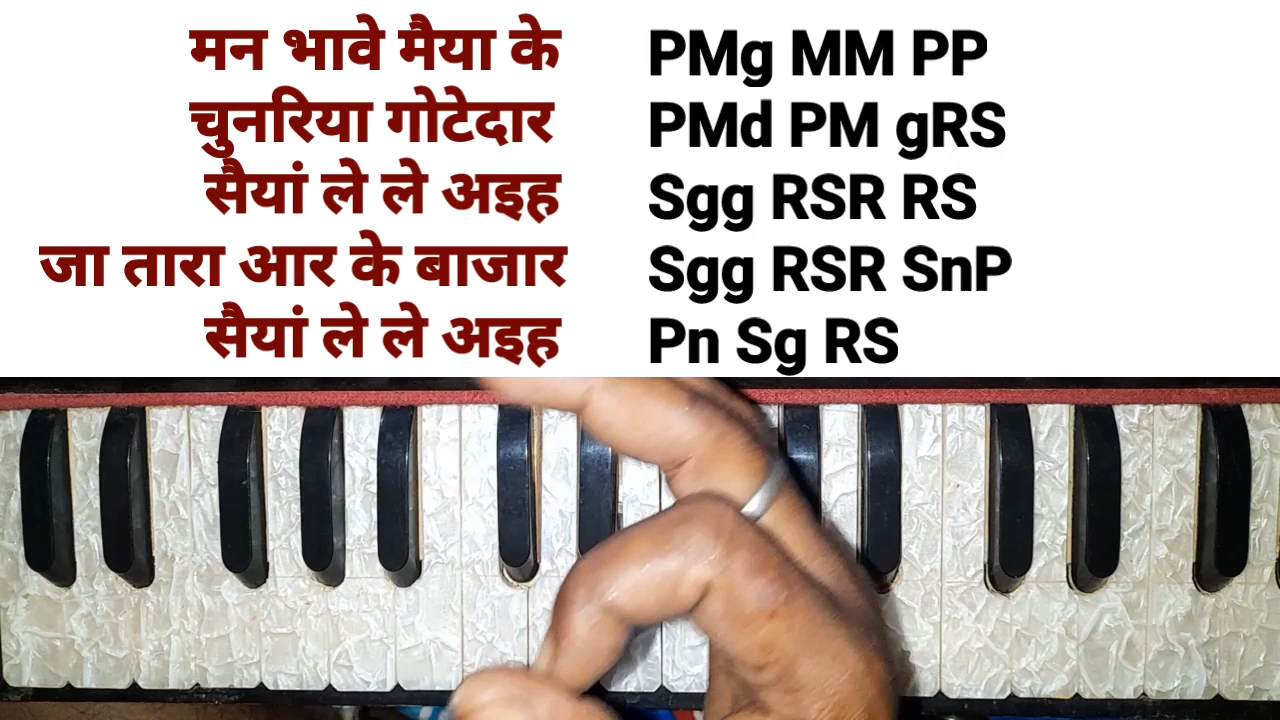 मन भावे मैया के PMg MM PP
चुनरिया गोटेदार PMd PM gRS
सैयां ले ले अइह Sgg RSR RS
जा तारा आर के बाजार Sgg RSR SnP
सैयां ले ले अइह Pn Sg RS